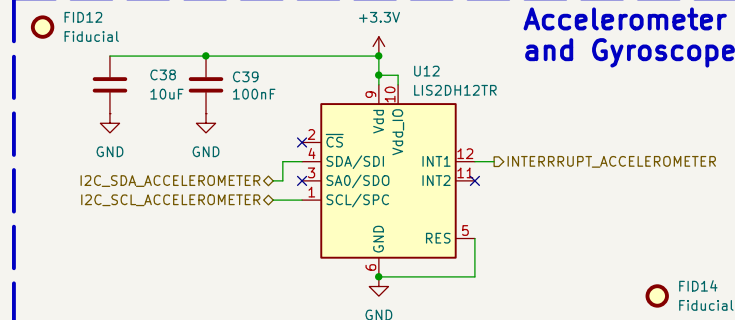 FID12
Fiducial
+3.3V
Accelerometer
and Gyroscope
C38
10uF
C39
100nF
U12
LIS2DH12TR
9
10
Vdd
Vdd_IO
GND
GND
2
CS
4
SDA/SDI
3
SA0/SDO
1
SCL/SPC
INT1
12
INT2
11
RES
5
GND
6
I2C_SDA_ACCELEROMETER
I2C_SCL_ACCELEROMETER
INTERRRUPT_ACCELEROMETER
GND
FID14
Fiducial